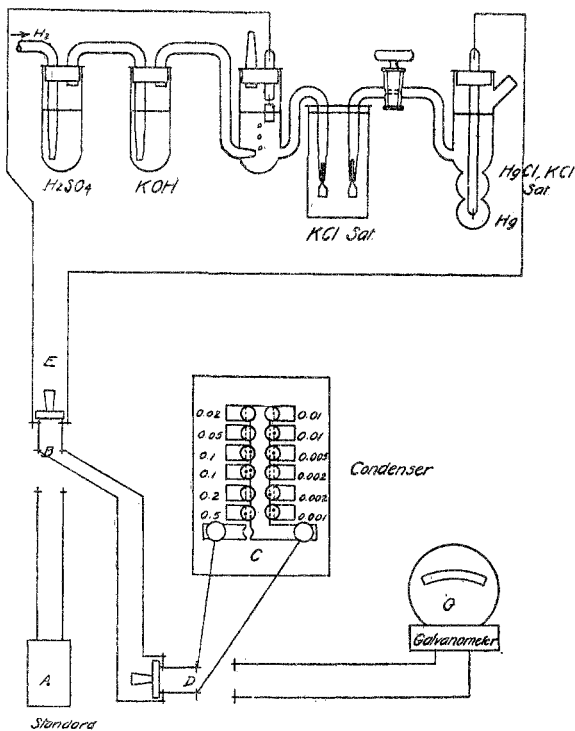 H2
H2SO4
KOH
KCl Sat.
HgCl, KCl
Sat.
Hg
E
B
0.02
0.05
0.1
0.1
0.2
0.5
0.01
0.01
0.005
0.002
0.002
0.001
C
Condenser
G
Galvanometer
A
D
Standard